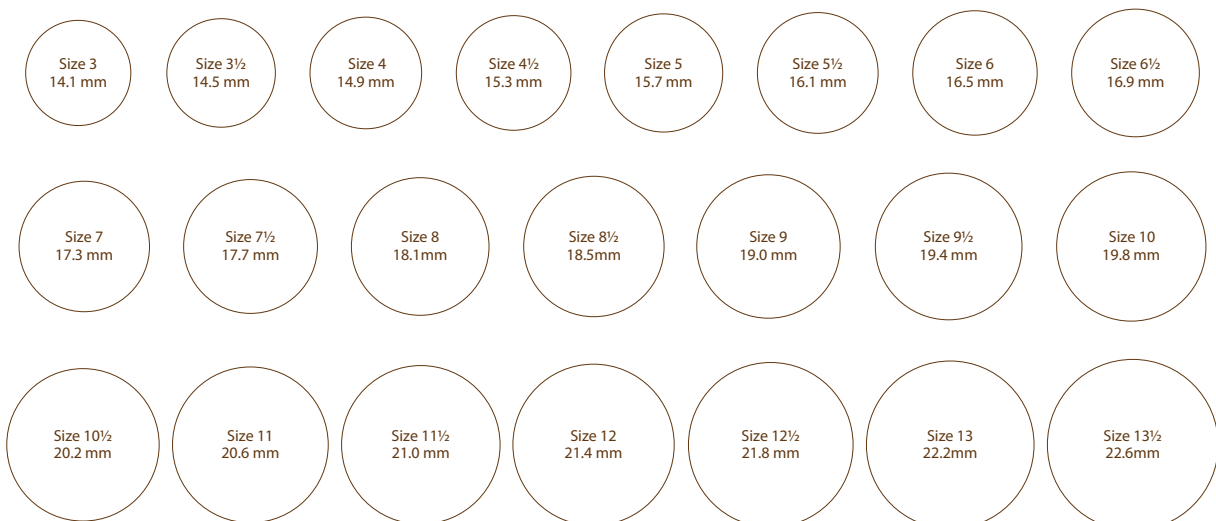 Size 3
14.1 mm
Size 3½
14.5 mm
Size 4
14.9 mm
Size 4½
15.3 mm
Size 5
15.7 mm
Size 5½
16.1 mm
Size 6
16.5 mm
Size 6½
16.9 mm
Size 7
17.3 mm
Size 7½
17.7 mm
Size 8
18.1mm
Size 8½
18.5mm
Size 9
19.0 mm
Size 9½
19.4 mm
Size 10
19.8 mm
Size 10½
20.2 mm
Size 11
20.6 mm
Size 11½
21.0 mm
Size 12
21.4 mm
Size 12½
21.8 mm
Size 13
22.2mm
Size 13½
22.6mm